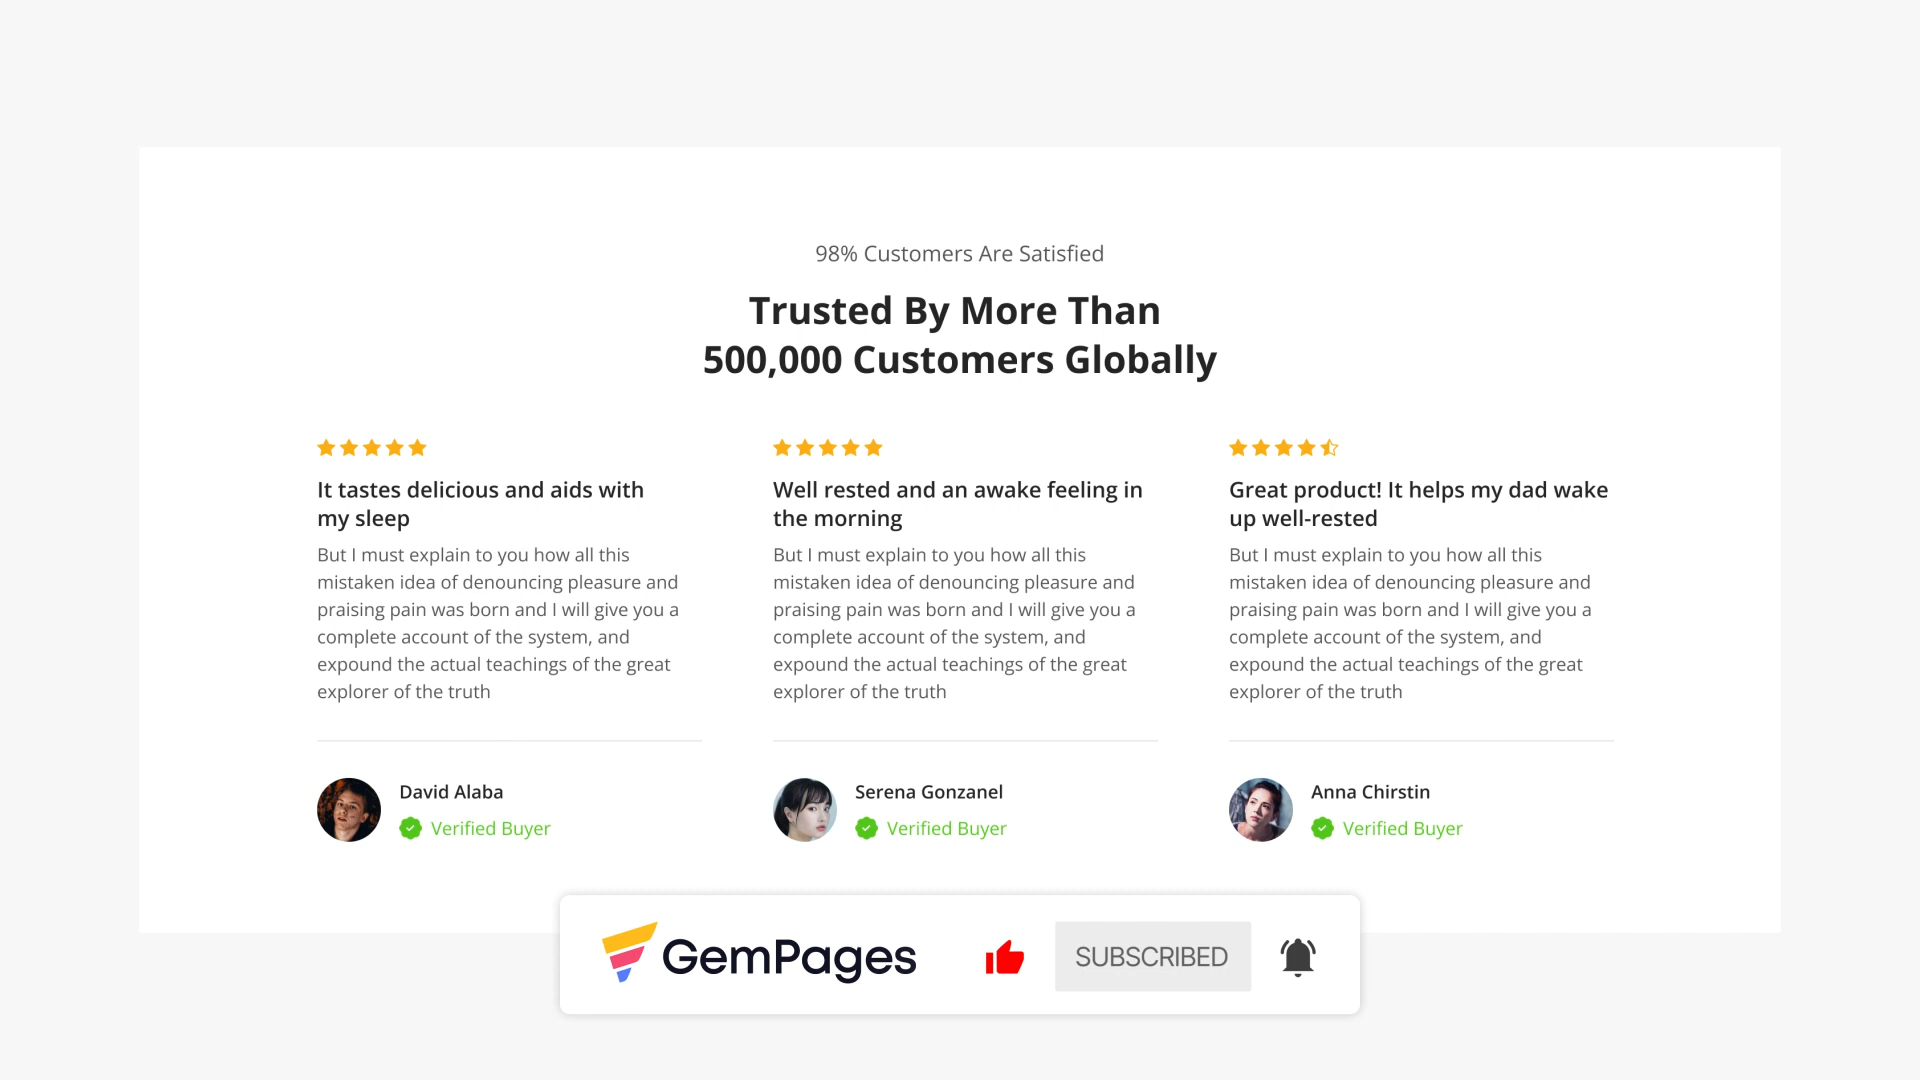 98% Customers Are Satisfied
Trusted By More Than
500,000 Customers Globally
It tastes delicious and aids with
my sleep
But I must explain to you how all this
mistaken idea of denouncing pleasure and
praising pain was born and I will give you a
complete account of the system, and
expound the actual teachings of the great
explorer of the truth
David Alaba
Verified Buyer
Well rested and an awake feeling in
the morning
But I must explain to you how all this
mistaken idea of denouncing pleasure and
praising pain was born and I will give you a
complete account of the system, and
expound the actual teachings of the great
explorer of the truth
Serena Gonzanel
Verified Buyer
Great product! It helps my dad wake
up well-rested
But I must explain to you how all this
mistaken idea of denouncing pleasure and
praising pain was born and I will give you a
complete account of the system, and
expound the actual teachings of the great
explorer of the truth
Anna Chirstin
Verified Buyer
GemPages
SUBSCRIBED